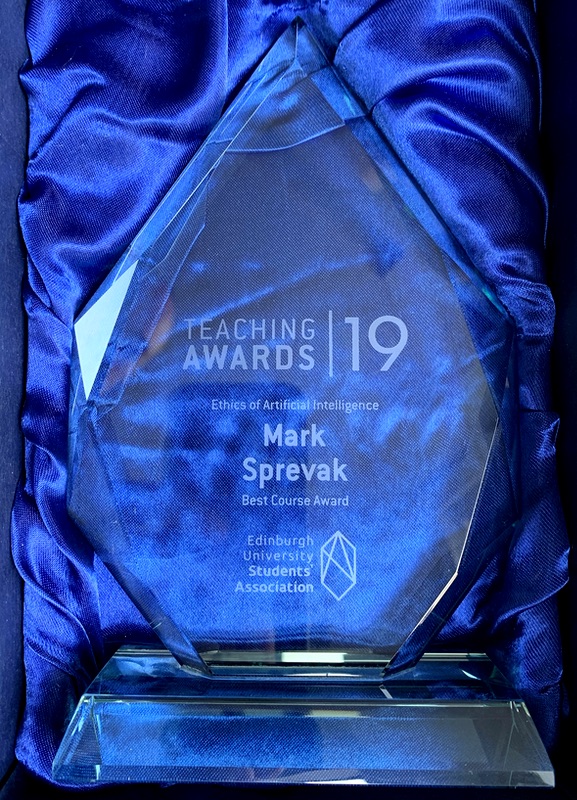 TEACHING
AWARDS | 19
Ethics of Artificial Intelligence
Mark
Sprevak
Best Course Award
Edinburgh
University
Students'
Association